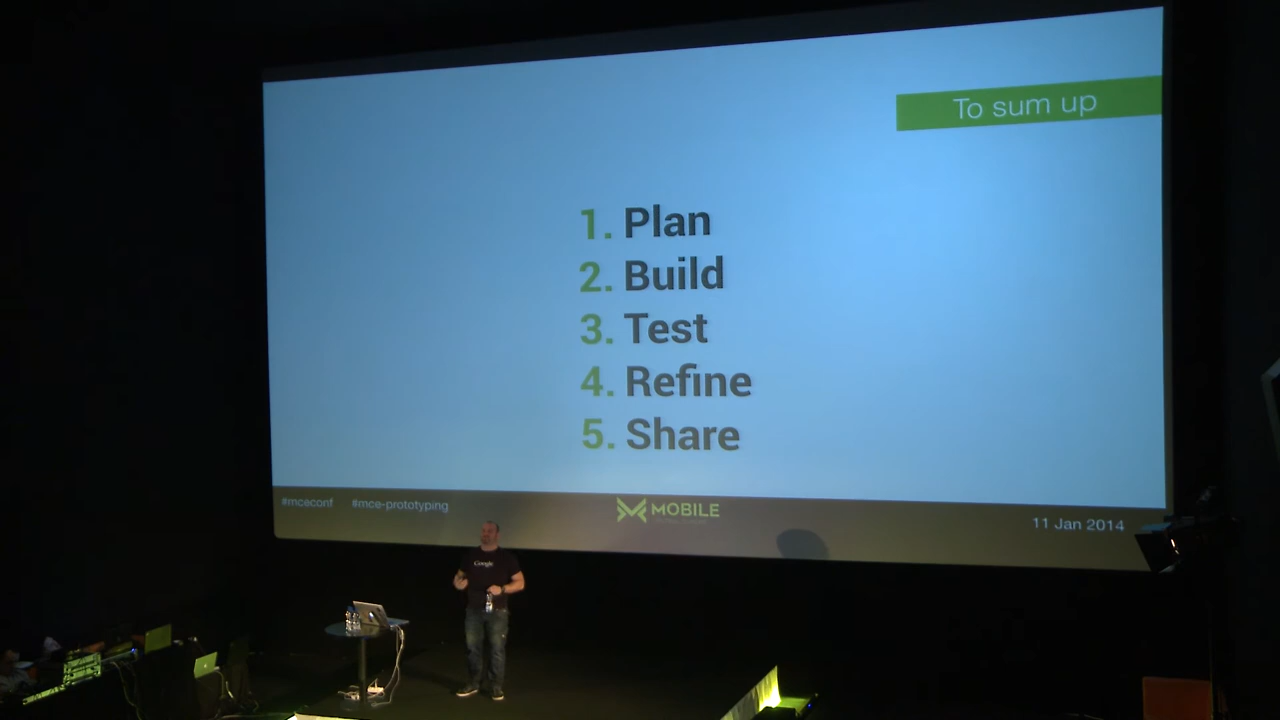 To sum up
1. Plan
2. Build
3. Test
4. Refine
5. Share
#mceconf #mce-prototyping
MOBILE
11 Jan 2014
Google